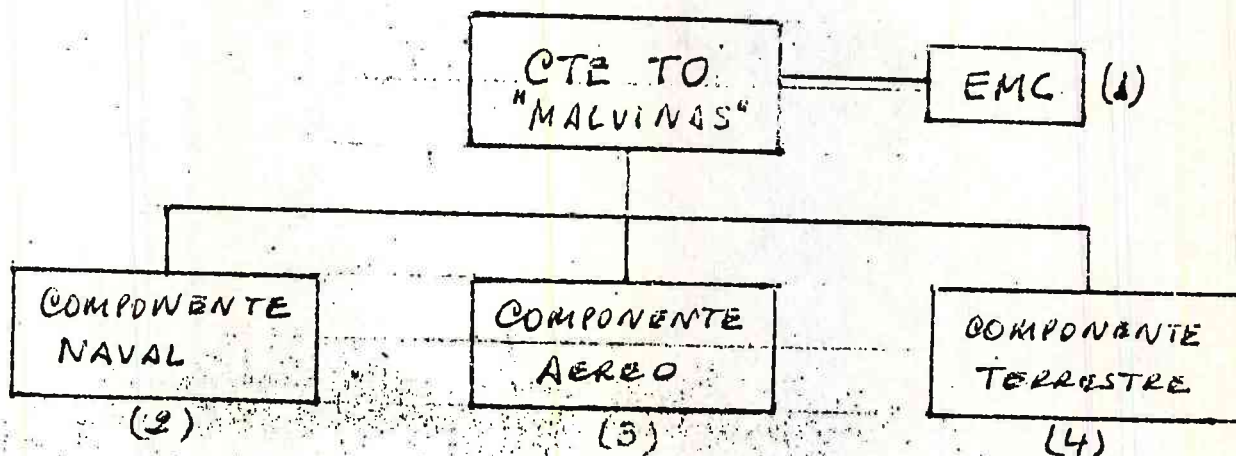 CTE TO
"MALVINAS"
EMC (1)
COMPONENTE
NAVAL
(2)
COMPONENTE
AEREO
(3)
COMPONENTE
TERRESTRE
(4)